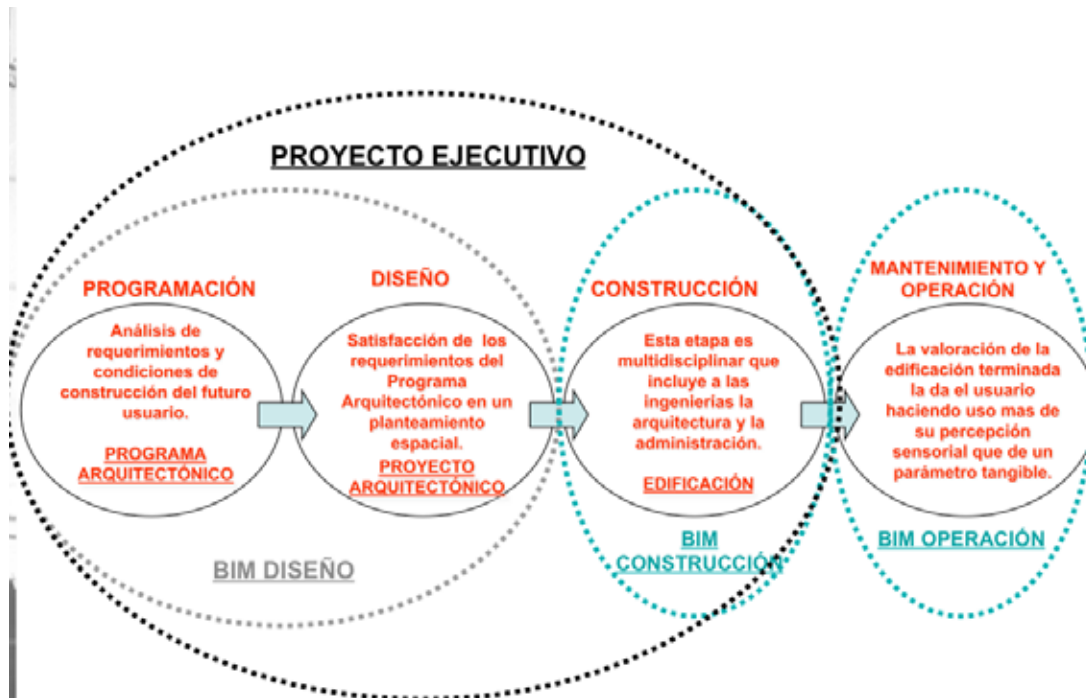 PROYECTO EJECUTIVO
PROGRAMACIÓN
Análisis de
requerimientos y
condiciones de
construcción del futuro
usuario.
PROGRAMA
ARQUITECTÓNICO
DISEÑO
Satisfacción de los
requerimientos del
Programa
Arquitectónico en un
planteamiento
espacial.
PROYECTO
ARQUITECTÓNICO
BIM DISEÑO
CONSTRUCCIÓN
Esta etapa es
multidisciplinar que
incluye a las
ingenierías la
arquitectura y la
administración.
EDIFICACIÓN
BIM
CONSTRUCCIÓN
MANTENIMIENTO Y
OPERACIÓN
La valoración de la
edificación terminada
la da el usuario
haciendo uso mas de
su percepción
sensorial que de un
parámetro tangible.
BIM OPERACIÓN